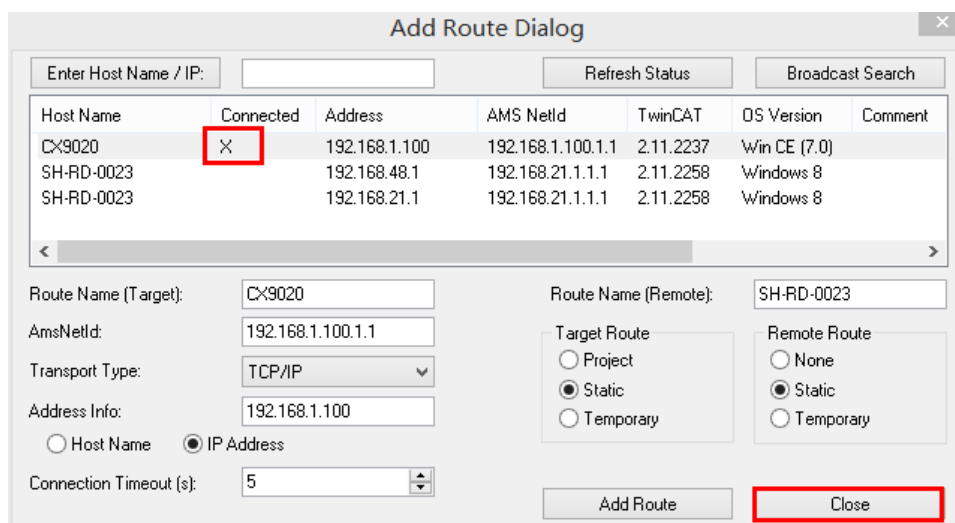 Add Route Dialog
Enter Host Name / IP: Refresh Status Broadcast Search
Host Name Connected Address AMS NetId TwinCAT OS Version Comment
CX9020 X 192.168.1.100 192.168.1.100.1.1 2.11.2237 Win CE (7.0)
SH-RD-0023 192.168.48.1 192.168.21.1.1.1 2.11.2258 Windows 8
SH-RD-0023 192.168.21.1 192.168.21.1.1.1 2.11.2258 Windows 8
Route Name (Target): CX9020 Route Name (Remote): SH-RD-0023
AmsNetId: 192.168.1.100.1.1 Target Route Remote Route
Project None
Transport Type: TCP/IP
Static Static
Address Info: 192.168.1.100
Temporary Temporary
Host Name IP Address
Connection Timeout (s): 5
Add Route Close